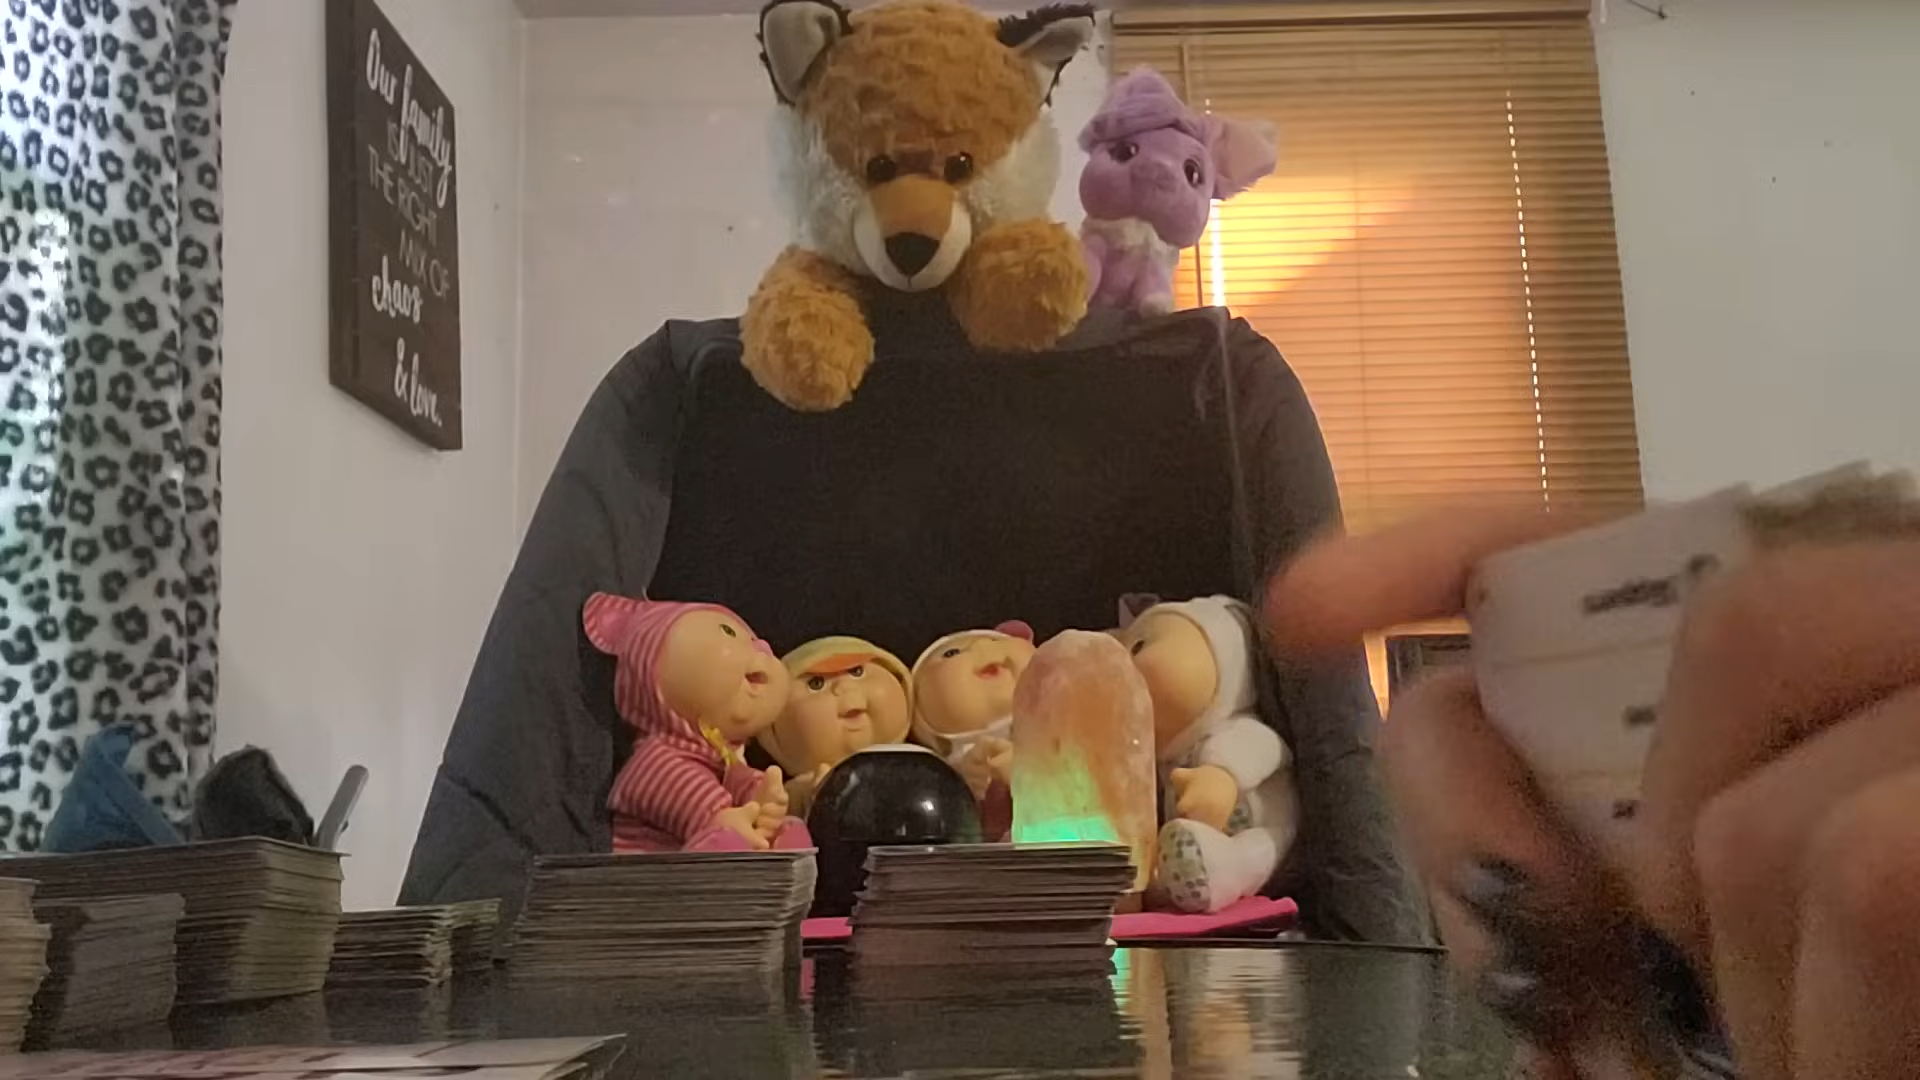 Our family
IS JUST
THE RIGHT
MIX OF
chaos
& love.